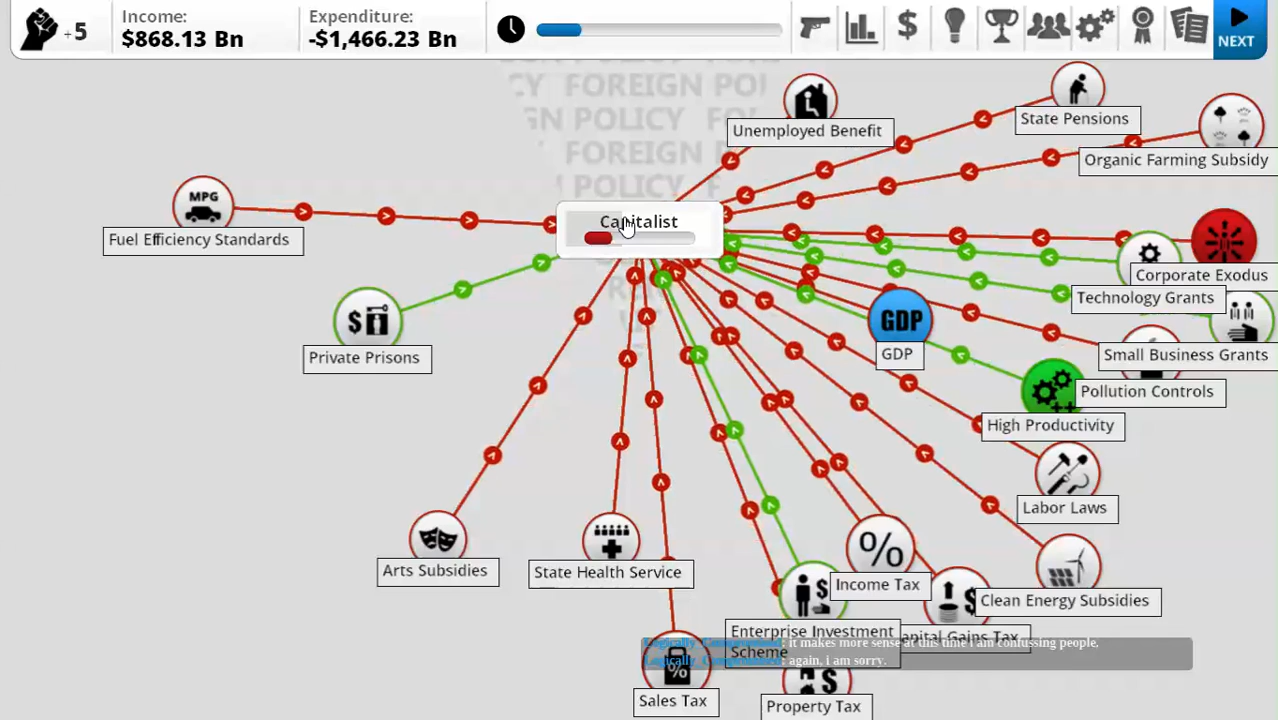 Income:
Expenditure:
+5
$868.13 Bn
-$1,466.23 Bn
NEXT
FOREIGN POLICY
Unemployed Benefit
State Pensions
Organic Farming Subsidy
MPG
Fuel Efficiency Standards
Capitalist
Corporate Exodus
Technology Grants
Private Prisons
GDP
GDP
Small Business Grants
Pollution Controls
High Productivity
Labor Laws
Arts Subsidies
State Health Service
Income Tax
Clean Energy Subsidies
Enterprise Investment
Scheme
apital Gains Tax
it makes more sense at this time i am confussing people,
again, i am sorry.
Sales Tax
Property Tax